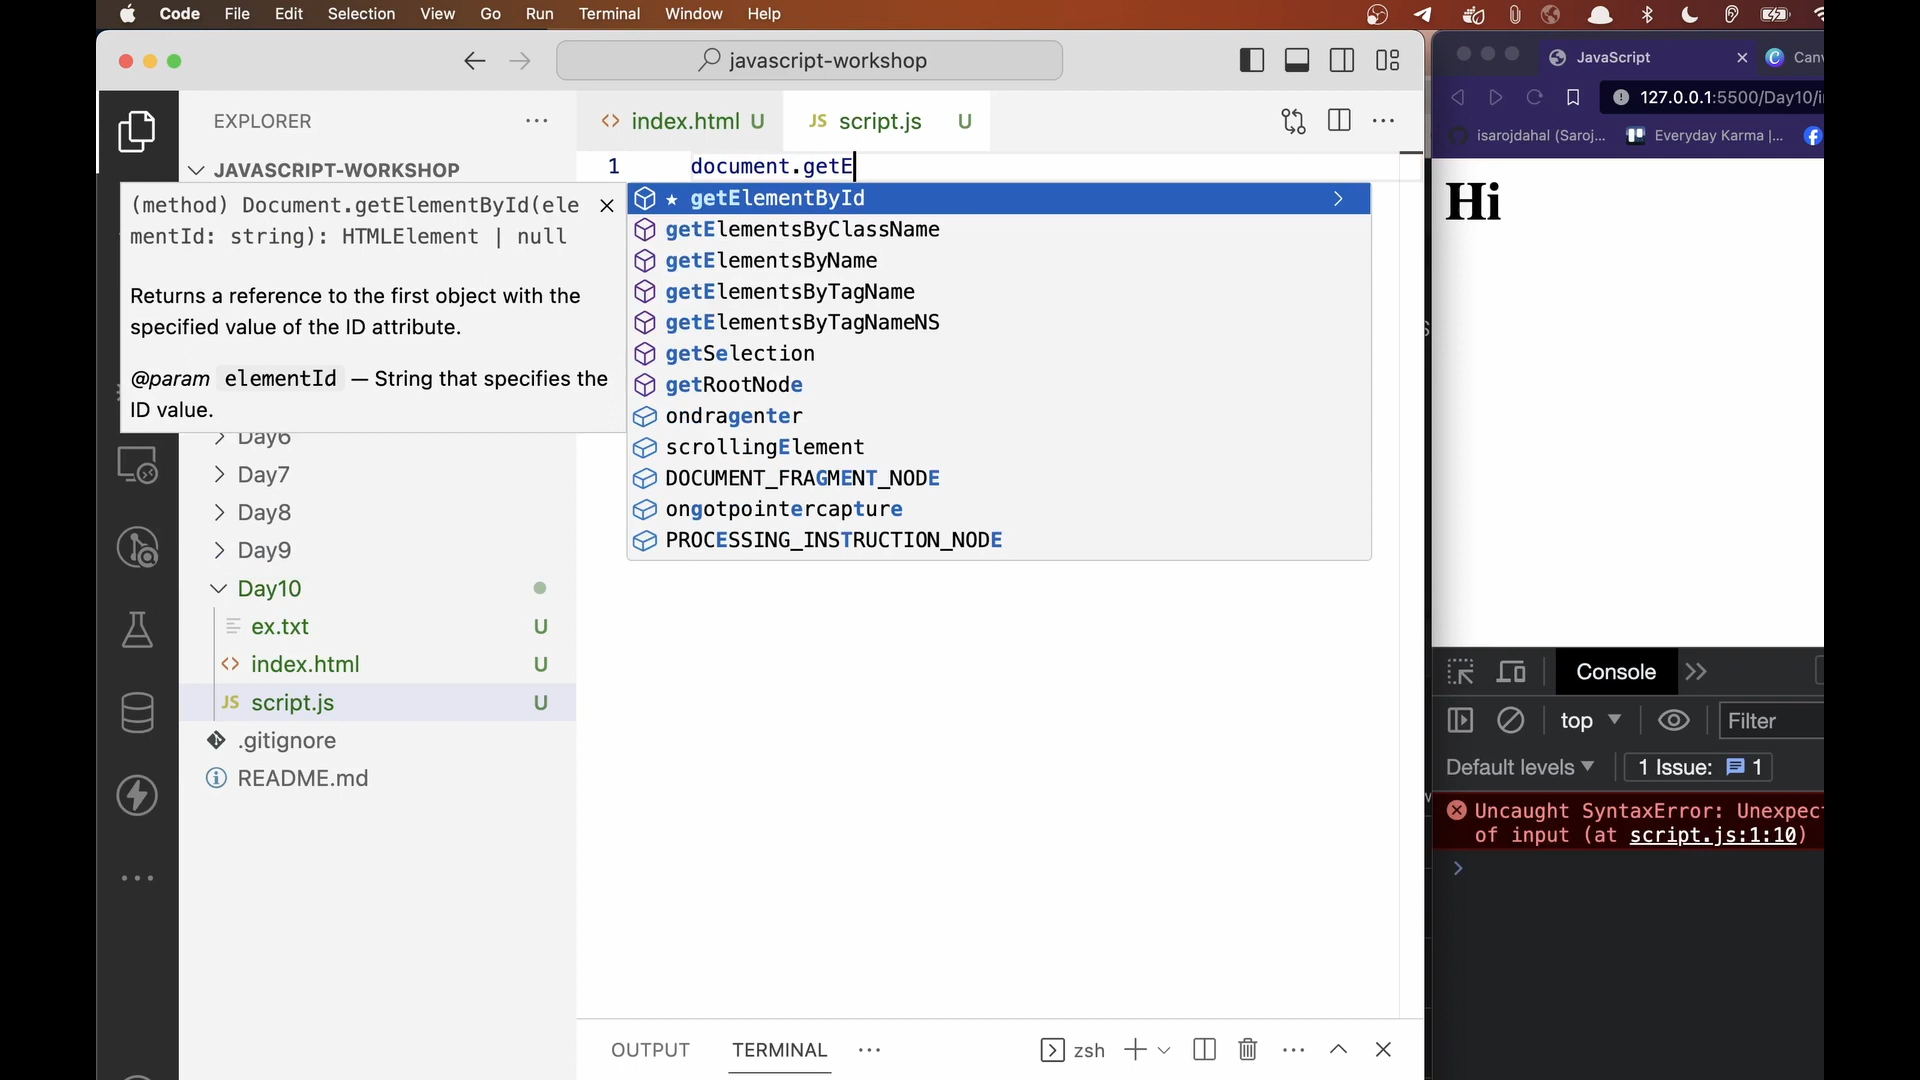 Code File Edit Selection View Go Run Terminal Window Help
javascript-workshop
EXPLORER
JAVASCRIPT-WORKSHOP
index.html U
JS script.js U
1 document.getE
(method) Document.getElementById(ele
mentId: string): HTMLElement | null
Returns a reference to the first object with the
specified value of the ID attribute.
@param elementId — String that specifies the
ID value.
★ getElementById
getElementsByClassName
getElementsByName
getElementsByTagName
getElementsByTagNameNS
getSelection
getRootNode
ondragenter
scrollingElement
DOCUMENT_FRAGMENT_NODE
ongotpointercapture
PROCESSING_INSTRUCTION_NODE
Day6
Day7
Day8
Day9
Day10
ex.txt U
index.html U
JS script.js U
.gitignore
README.md
OUTPUT TERMINAL
zsh
JavaScript
Canv
127.0.0.1:5500/Day10/i
isarojdahal (Saroj...
Everyday Karma |...
Hi
Console
top
Filter
Default levels
1 Issue: 1
Uncaught SyntaxError: Unexpec
of input (at script.js:1:10)